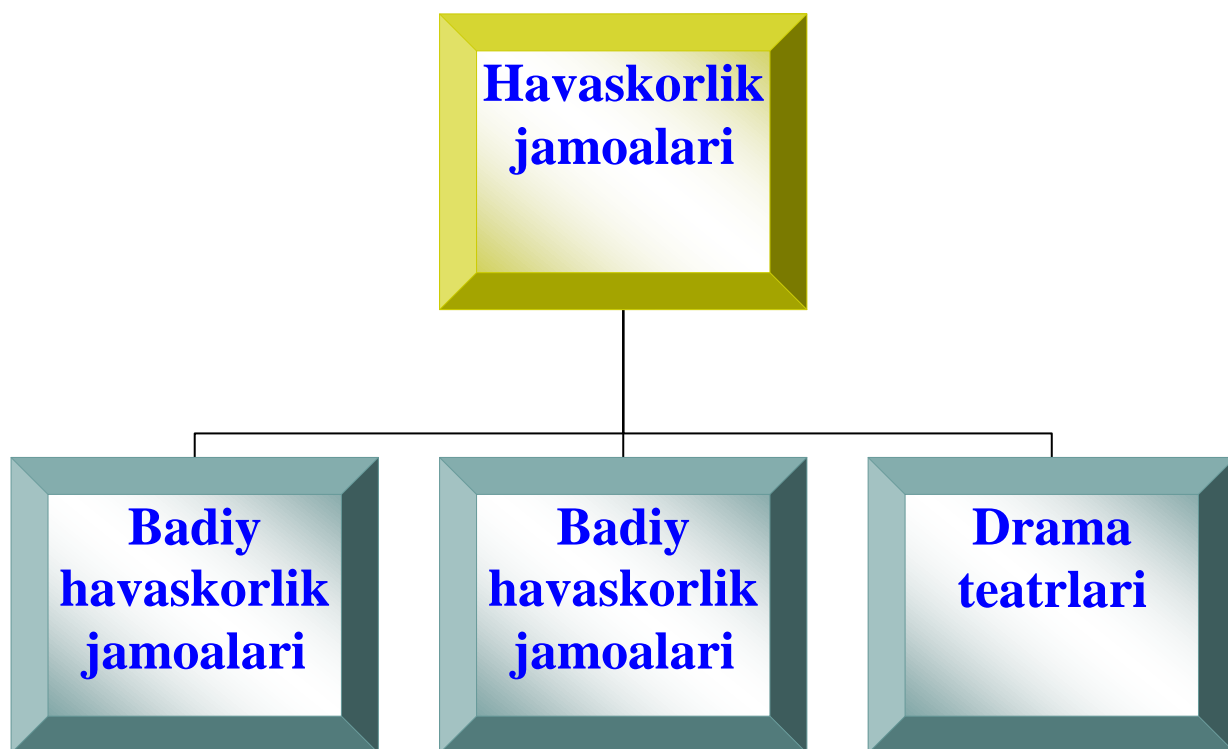 Havaskorlik
jamoalari
Badiy
havaskorlik
jamoalari
Badiy
havaskorlik
jamoalari
Drama
teatrlari